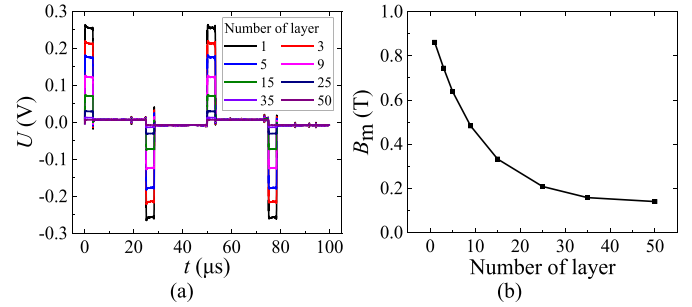 0.3
0.2
0.1
0.0
-0.1
-0.2
-0.3
U (V)
Number of layer
1 3
5 9
15 25
35 50
0 20 40 60 80 100
t (μs)
(a)
1.0
0.8
0.6
0.4
0.2
0.0
Bm (T)
0 10 20 30 40 50
Number of layer
(b)